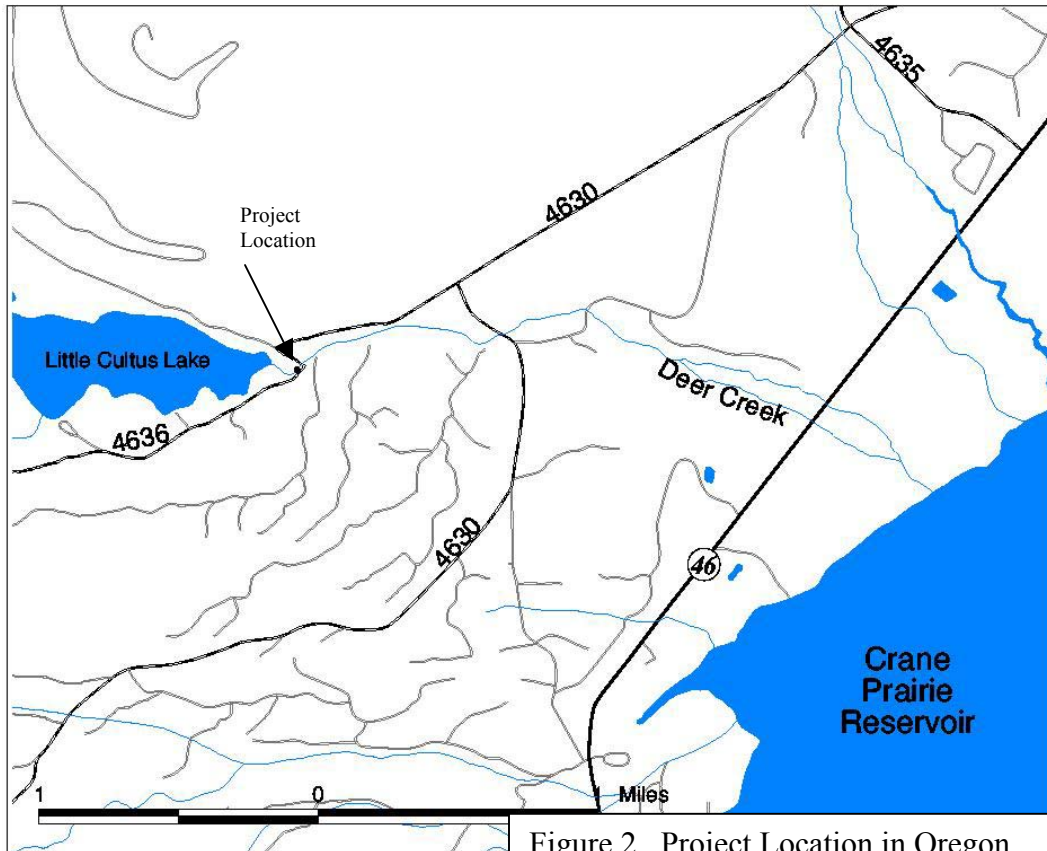 4635
4630
Project
Location
Little Cultus Lake
Deer Creek
4636
4630
46
Crane
Prairie
Reservoir
1 0 1 Miles
Figure 2. Project Location in Oregon